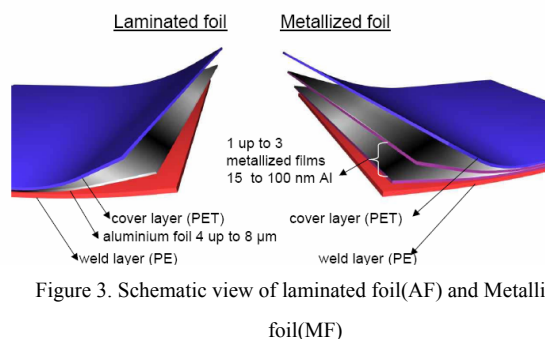 Laminated foil
Metallized foil
1 up to 3
metallized films
15 to 100 nm Al
cover layer (PET)
aluminium foil 4 up to 8 µm
weld layer (PE)
cover layer (PET)
weld layer (PE)
Figure 3. Schematic view of laminated foil(AF) and Metalli
foil(MF)